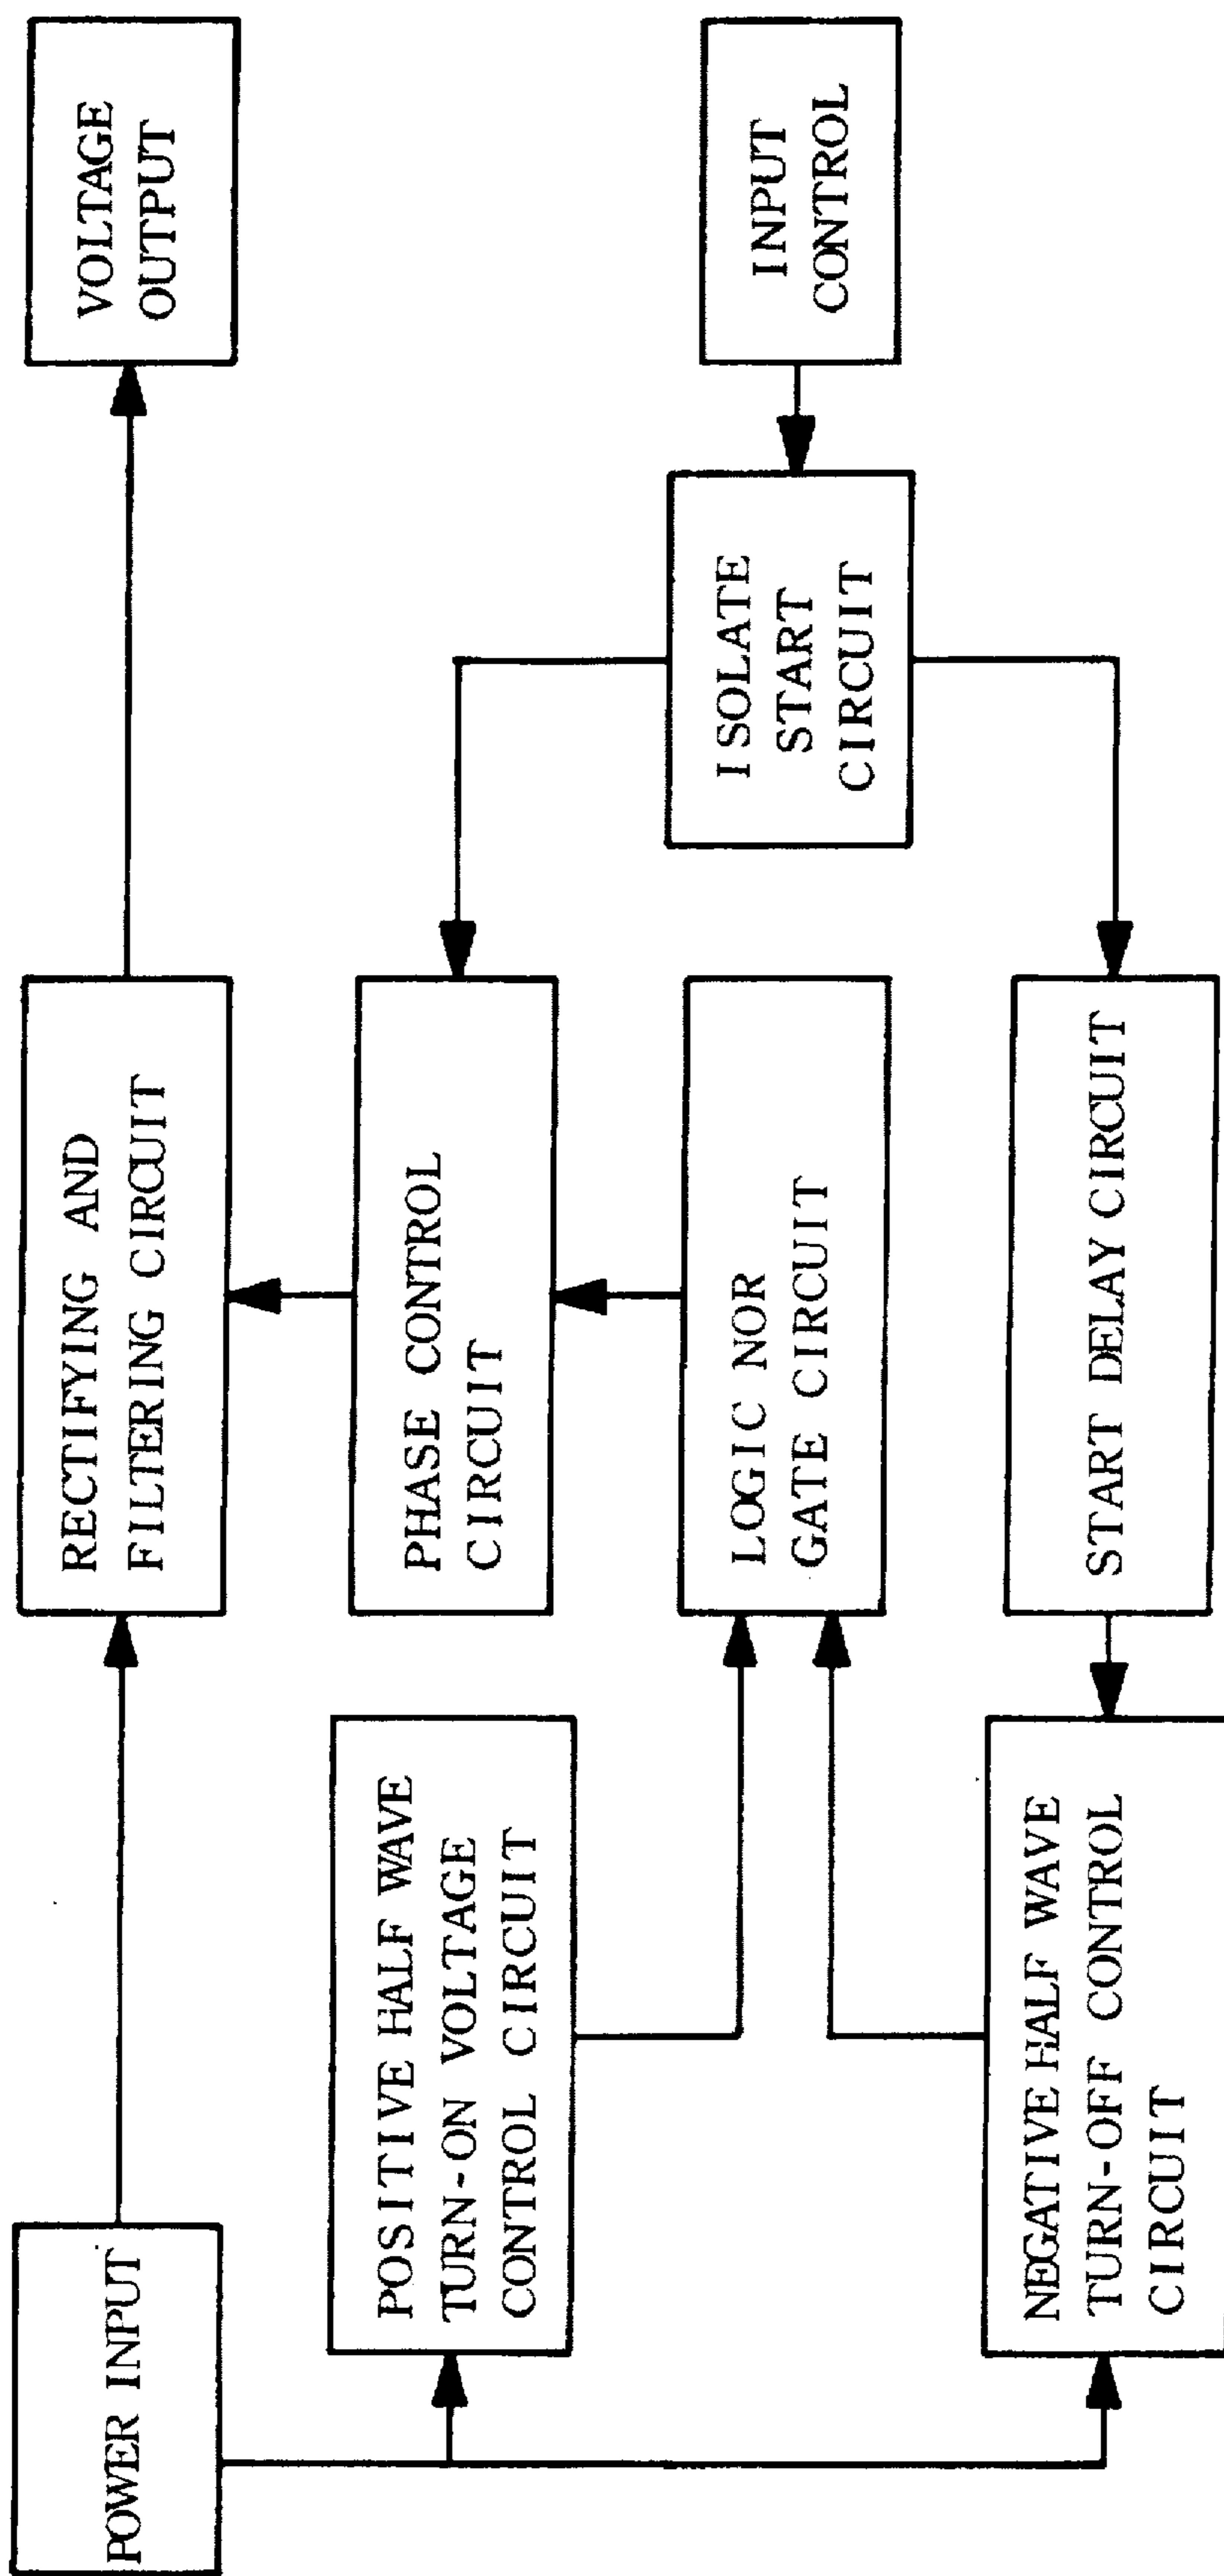 POWER INPUT
RECTIFYING AND
FILTERING CIRCUIT
VOLTAGE
OUTPUT
POSITIVE HALF WAVE
TURN-ON VOLTAGE
CONTROL CIRCUIT
PHASE CONTROL
CIRCUIT
LOGIC NOR
GATE CIRCUIT
ISOLATE
START
CIRCUIT
INPUT
CONTROL
NEGATIVE HALF WAVE
TURN-OFF CONTROL
CIRCUIT
START DELAY CIRCUIT